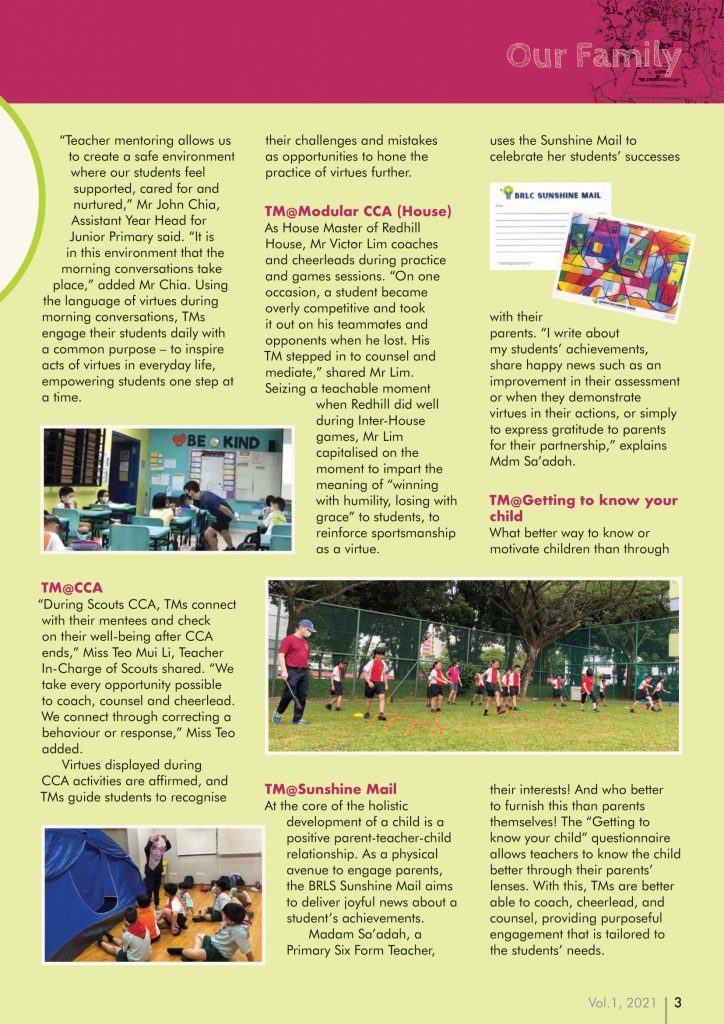 Our Family
“Teacher mentoring allows us
to create a safe environment
where our students feel
supported, cared for and
nurtured,” Mr John Chia,
Assistant Year Head for
Junior Primary said. “It is
in this environment that the
morning conversations take
place,” added Mr Chia. Using
the language of virtues during
morning conversations, TMs
engage their students daily with
a common purpose – to inspire
acts of virtues in everyday life,
empowering students one step at
a time.
BE KIND
TM@CCA
“During Scouts CCA, TMs connect
with their mentees and check
on their well-being after CCA
ends,” Miss Teo Mui Li, Teacher
In-Charge of Scouts shared. “We
take every opportunity possible
to coach, counsel and cheerlead.
We connect through correcting a
behaviour or response,” Miss Teo
added.
Virtues displayed during
CCA activities are affirmed, and
TMs guide students to recognise
their challenges and mistakes
as opportunities to hone the
practice of virtues further.
TM@Modular CCA (House)
As House Master of Redhill
House, Mr Victor Lim coaches
and cheerleads during practice
and games sessions. “On one
occasion, a student became
overly competitive and took
it out on his teammates and
opponents when he lost. His
TM stepped in to counsel and
mediate,” shared Mr Lim.
Seizing a teachable moment
when Redhill did well
during Inter-House
games, Mr Lim
capitalised on the
moment to impart the
meaning of “winning
with humility, losing with
grace” to students, to
reinforce sportsmanship
as a virtue.
TM@Sunshine Mail
At the core of the holistic
development of a child is a
positive parent-teacher-child
relationship. As a physical
avenue to engage parents,
the BRLS Sunshine Mail aims
to deliver joyful news about a
student’s achievements.
Madam Sa’adah, a
Primary Six Form Teacher,
uses the Sunshine Mail to
celebrate her students’ successes
BRLC SUNSHINE MAIL
with their
parents. “I write about
my students’ achievements,
share happy news such as an
improvement in their assessment
or when they demonstrate
virtues in their actions, or simply
to express gratitude to parents
for their partnership,” explains
Mdm Sa’adah.
TM@Getting to know your
child
What better way to know or
motivate children than through
their interests! And who better
to furnish this than parents
themselves! The “Getting to
know your child” questionnaire
allows teachers to know the child
better through their parents’
lenses. With this, TMs are better
able to coach, cheerlead, and
counsel, providing purposeful
engagement that is tailored to
the students’ needs.
Vol.1, 2021 3